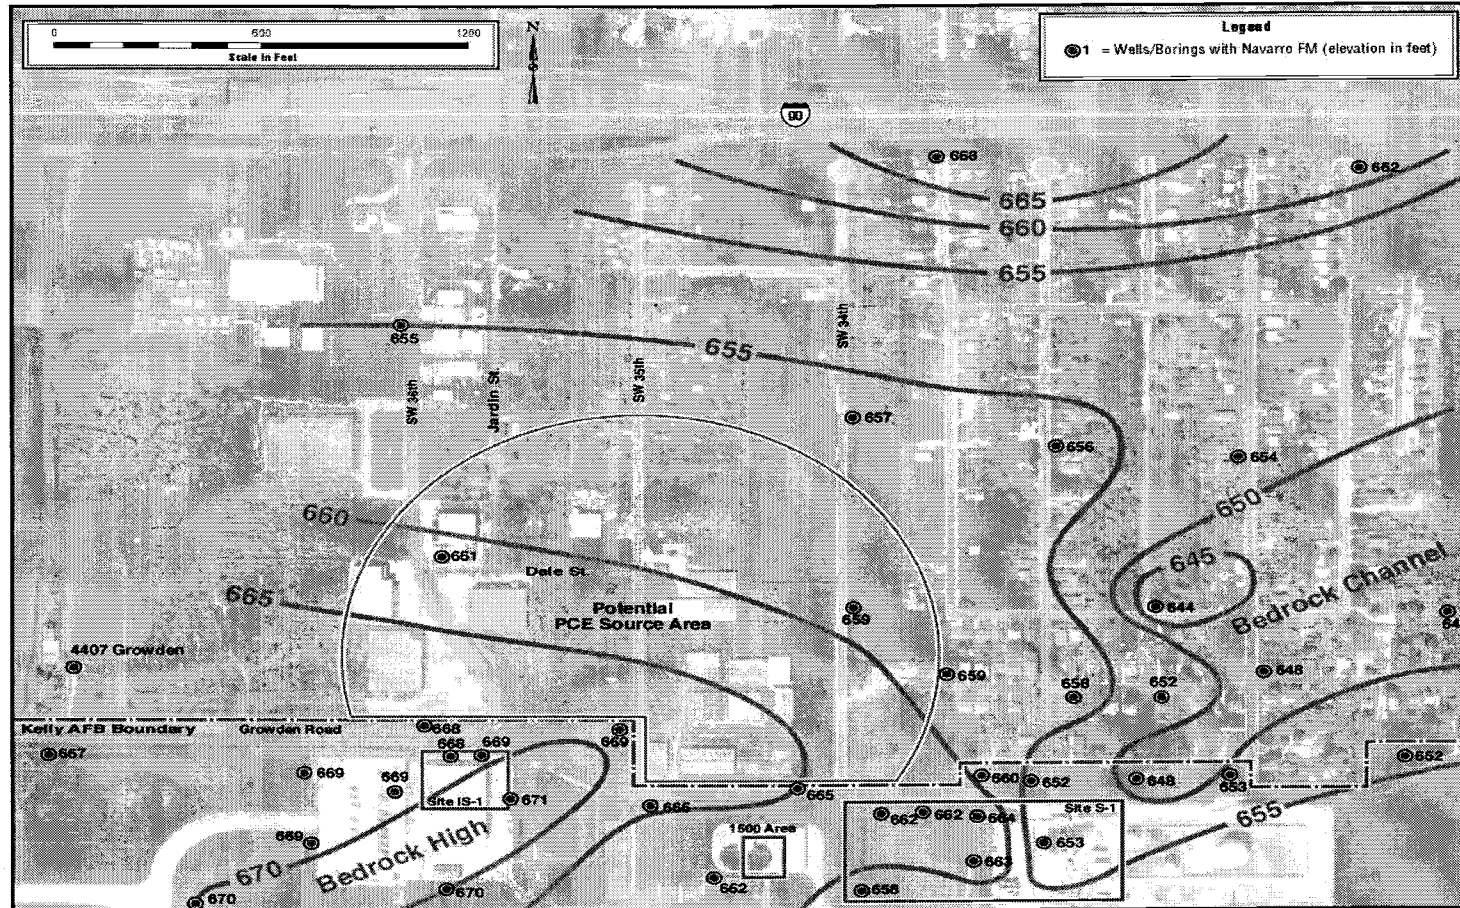 0 600 1200
Scale in Feet
N
Legend
1 = Wells/Borings with Navarro FM (elevation in feet)
90
668
662
665
660
655
655
655
SW 34th
SW 35th
SW 36th
Jardin St.
657
656
654
650
660
661
Dale St.
645
644
Bedrock Channel
665
Potential
PCE Source Area
659
4407 Growden
659
658
652
648
Kelly AFB Boundary
Growden Road
668
669
667
668
669
669
669
671
Site IS-1
666
665
660
652
648
653
652
655
Site S-1
662
662
664
653
663
658
1500 Area
662
669
670
Bedrock High
670
670